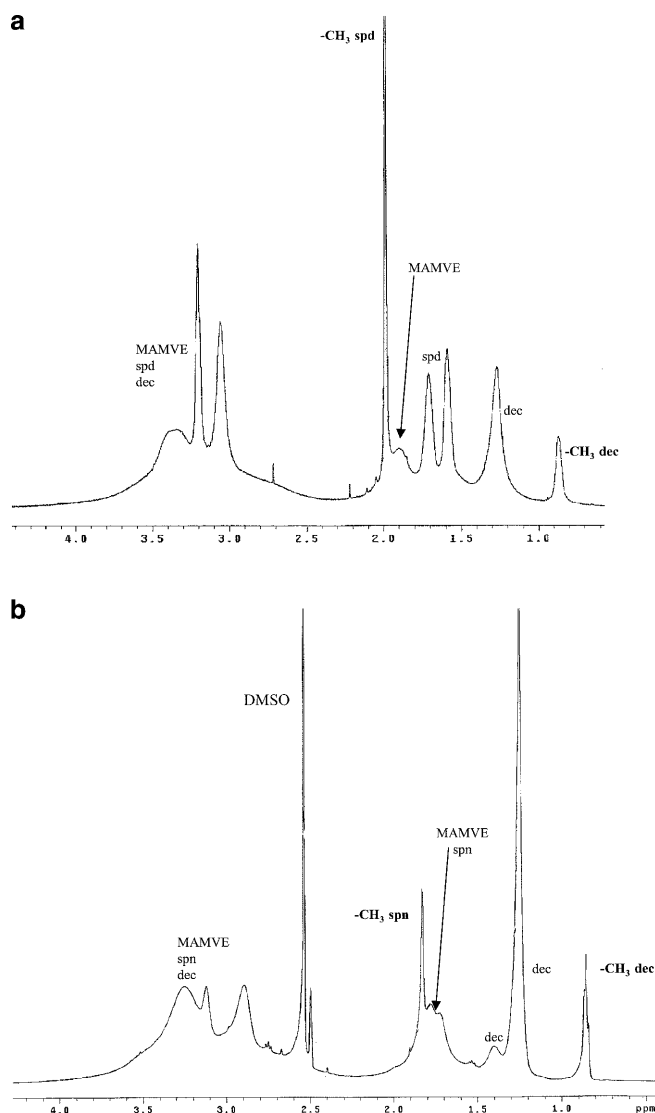 a
-CH₃ spd
MAMVE
MAMVE
spd
dec
spd
dec
-CH₃ dec
4.0 3.5 3.0 2.5 2.0 1.5 1.0
b
DMSO
MAMVE
spn
-CH₃ spn
MAMVE
spn
dec
dec
-CH₃ dec
dec
4.0 3.5 3.0 2.5 2.0 1.5 1.0 ppm